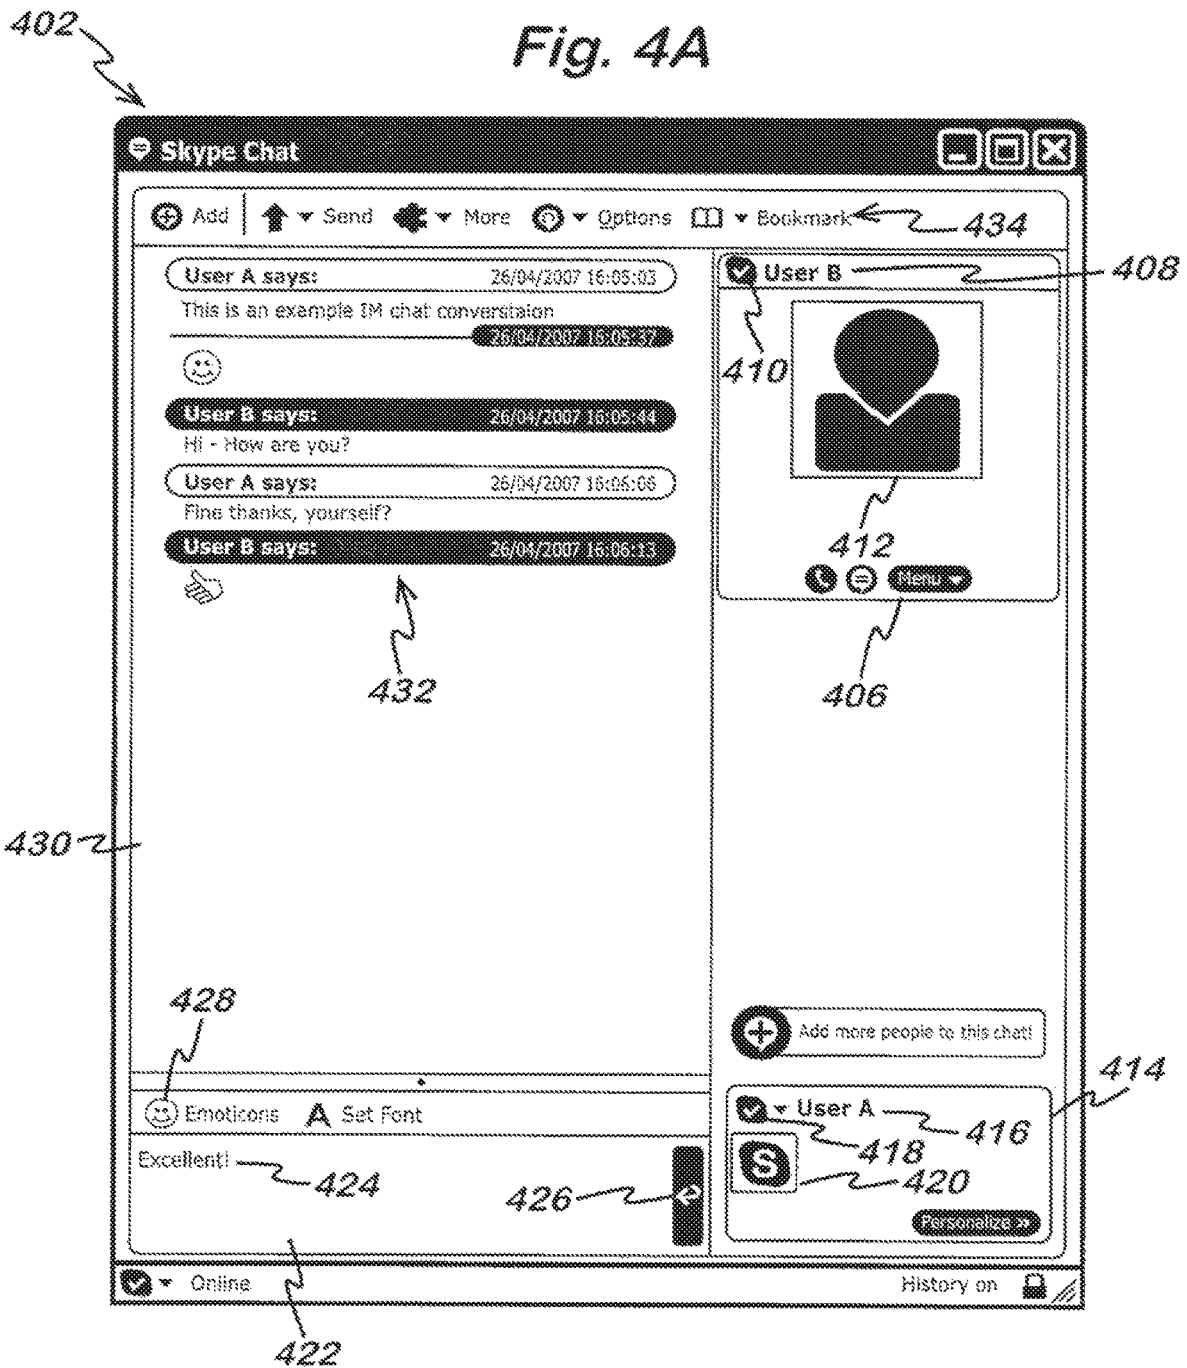 402
Fig. 4A
Skype Chat
Add Send More Options Bookmark
434
User A says: 26/04/2007 16:05:03
This is an example IM chat converstaion
26/04/2007 16:05:37
User B says: 26/04/2007 16:05:44
Hi - How are you?
User A says: 26/04/2007 16:06:06
Fine thanks, yourself?
User B says: 26/04/2007 16:06:13
432
User B
408
410
412
Menu
406
430
428
Add more people to this chat!
414
Emoticons A Set Font
User A
416
418
Excellent!
424
426
S
420
Personalize »
Online
History on
422